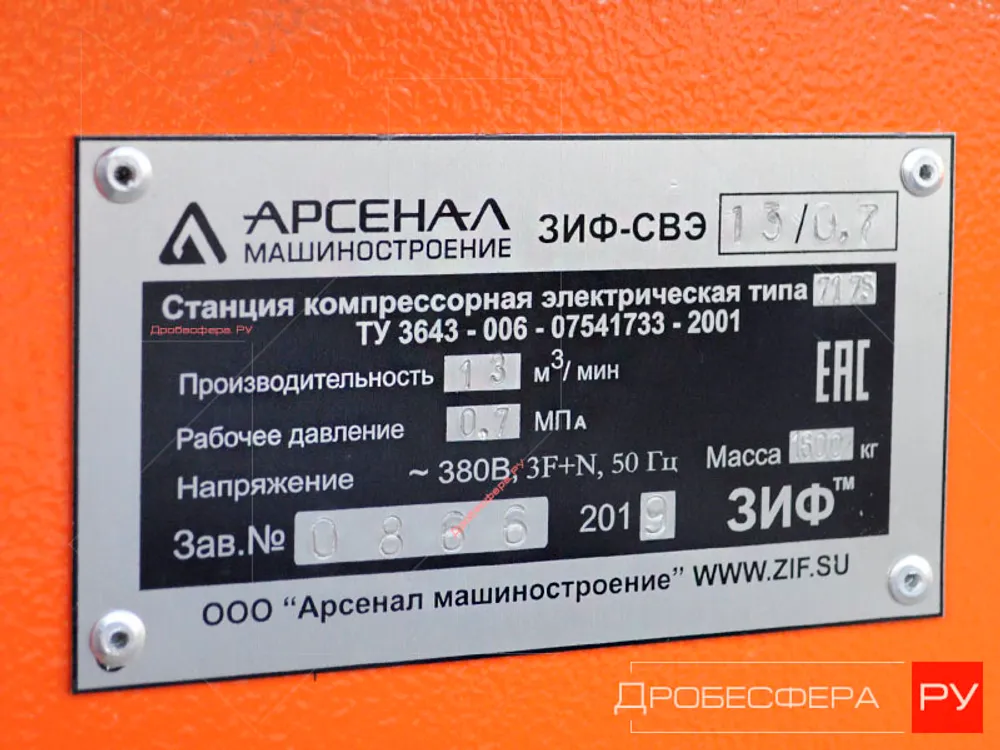 АРСЕНАЛ
МАШИНОСТРОЕНИЕ
ЗИФ-СВЭ 13/0,7
Станция компрессорная электрическая типа
ТУ 3643 - 006 - 07541733 - 2001
Дробесфера. РУ
Производительность 13 м³/ мин
ЕАС
Рабочее давление 0,7 МПа
Напряжение ~ 380В, 3F+N, 50 Гц Масса 1500 кг
Зав.№ 0866 2019 ЗИФ™
ООО “Арсенал машиностроение” WWW.ZIF.SU
ДРОБЕСФЕРА РУ